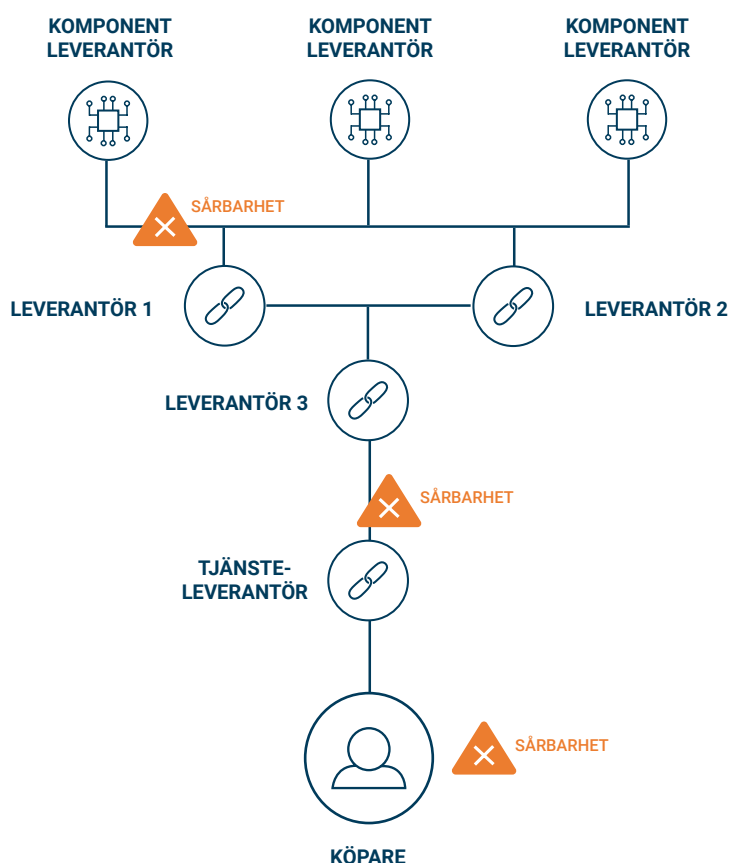 KOMPONENT
LEVERANTÖR
KOMPONENT
LEVERANTÖR
KOMPONENT
LEVERANTÖR
SÅRBARHET
LEVERANTÖR 1
LEVERANTÖR 2
LEVERANTÖR 3
SÅRBARHET
TJÄNSTE-
LEVERANTÖR
SÅRBARHET
KÖPARE